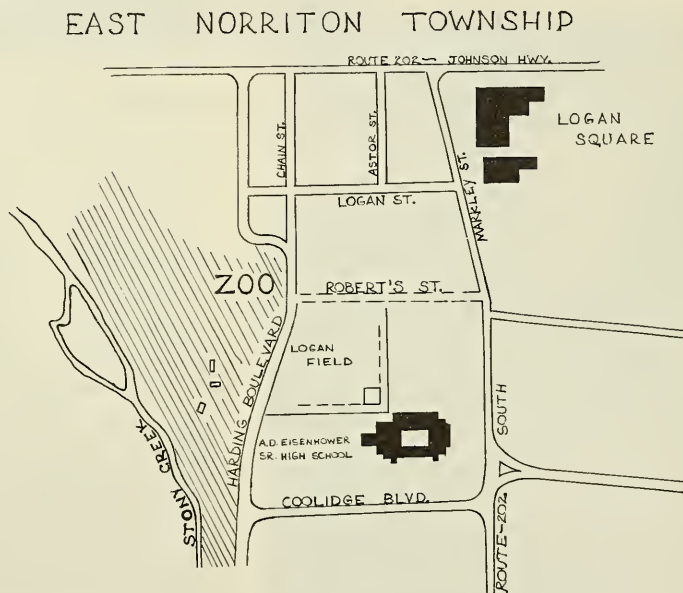 EAST NORRITON TOWNSHIP
ROUTE 202 — JOHNSON HWY.
CHAIN ST.
ASTOR ST.
LOGAN
SQUARE
MARKLEY ST.
LOGAN ST.
ZOO
ROBERT'S ST.
HARDING BOULEVARD
LOGAN
FIELD
SOUTH
A.D. EISENHOWER
SR. HIGH SCHOOL
STONY CREEK
COOLIDGE BLVD.
ROUTE-202